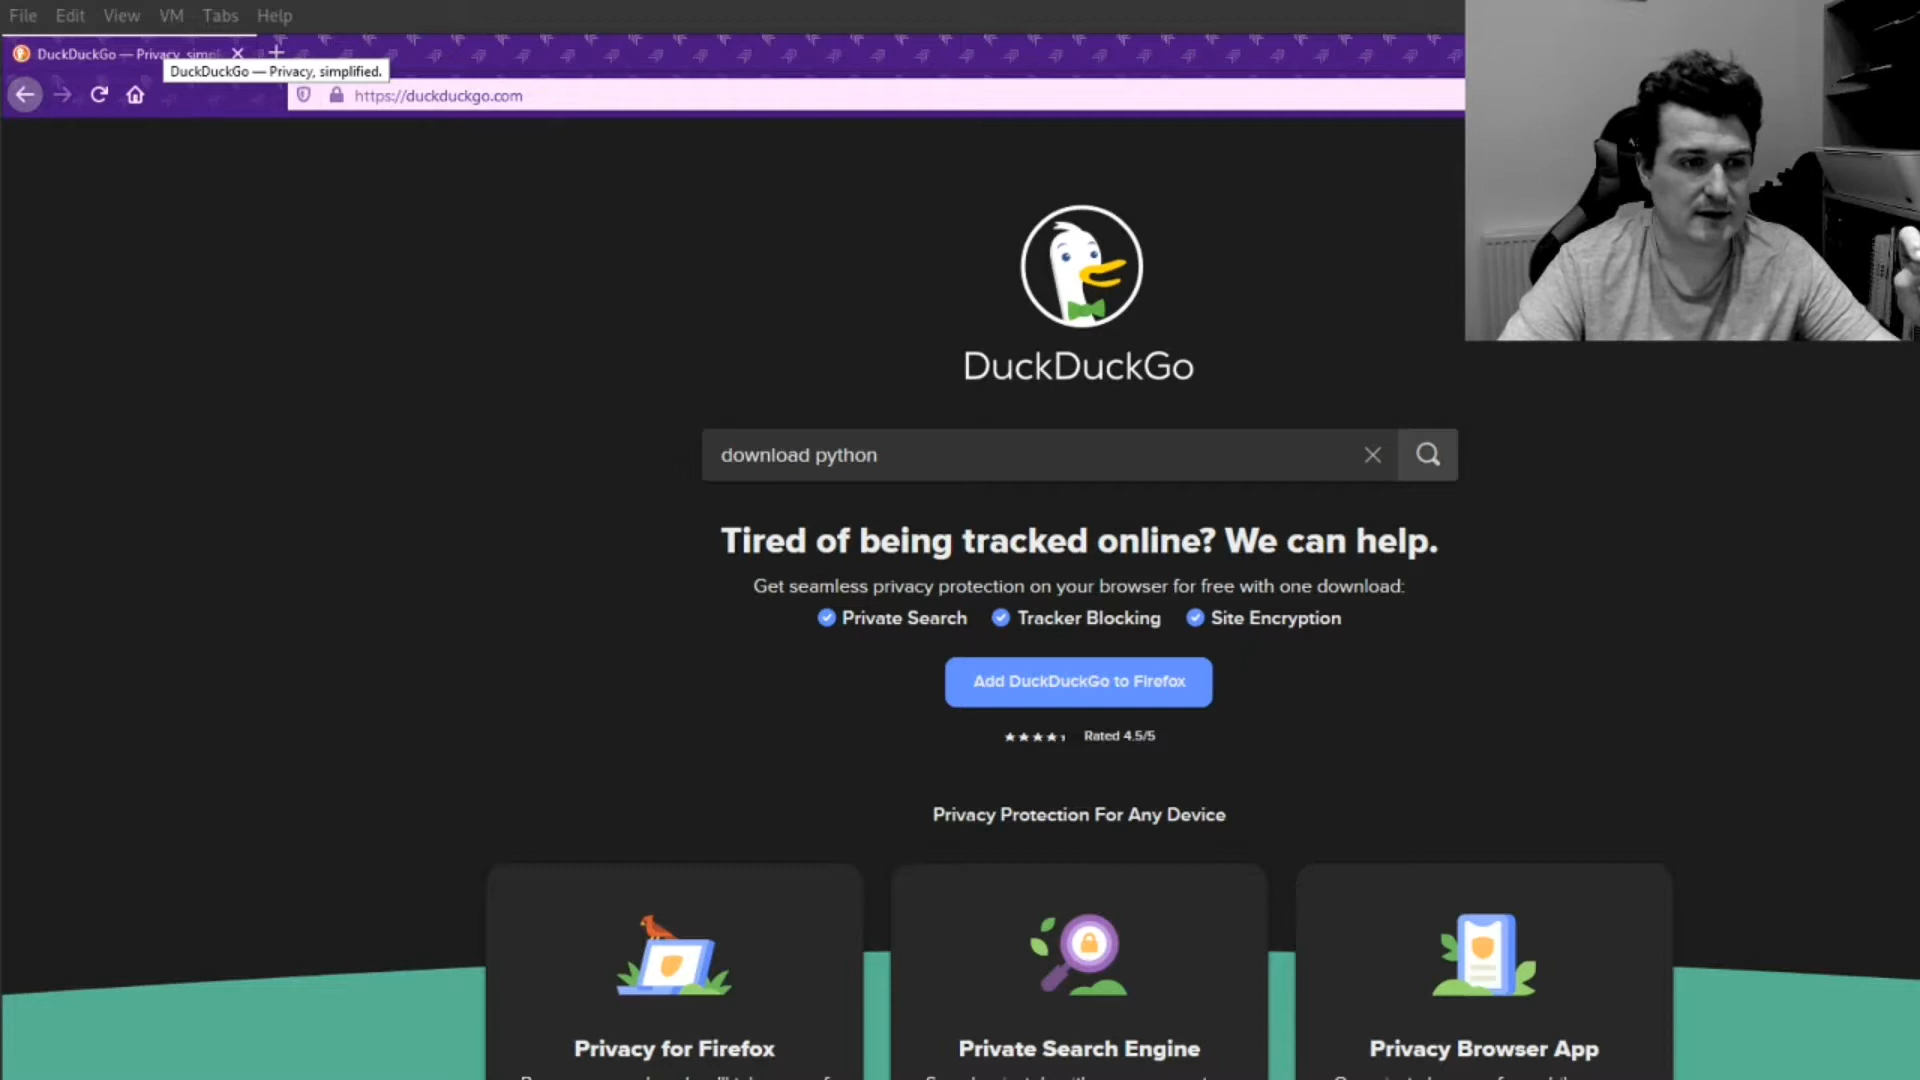 File Edit View VM Tabs Help
DuckDuckGo — Privacy, simpl
DuckDuckGo — Privacy, simplified.
https://duckduckgo.com
DuckDuckGo
download python
Tired of being tracked online? We can help.
Get seamless privacy protection on your browser for free with one download:
Private Search Tracker Blocking Site Encryption
Add DuckDuckGo to Firefox
Rated 4.5/5
Privacy Protection For Any Device
Privacy for Firefox Private Search Engine Privacy Browser App